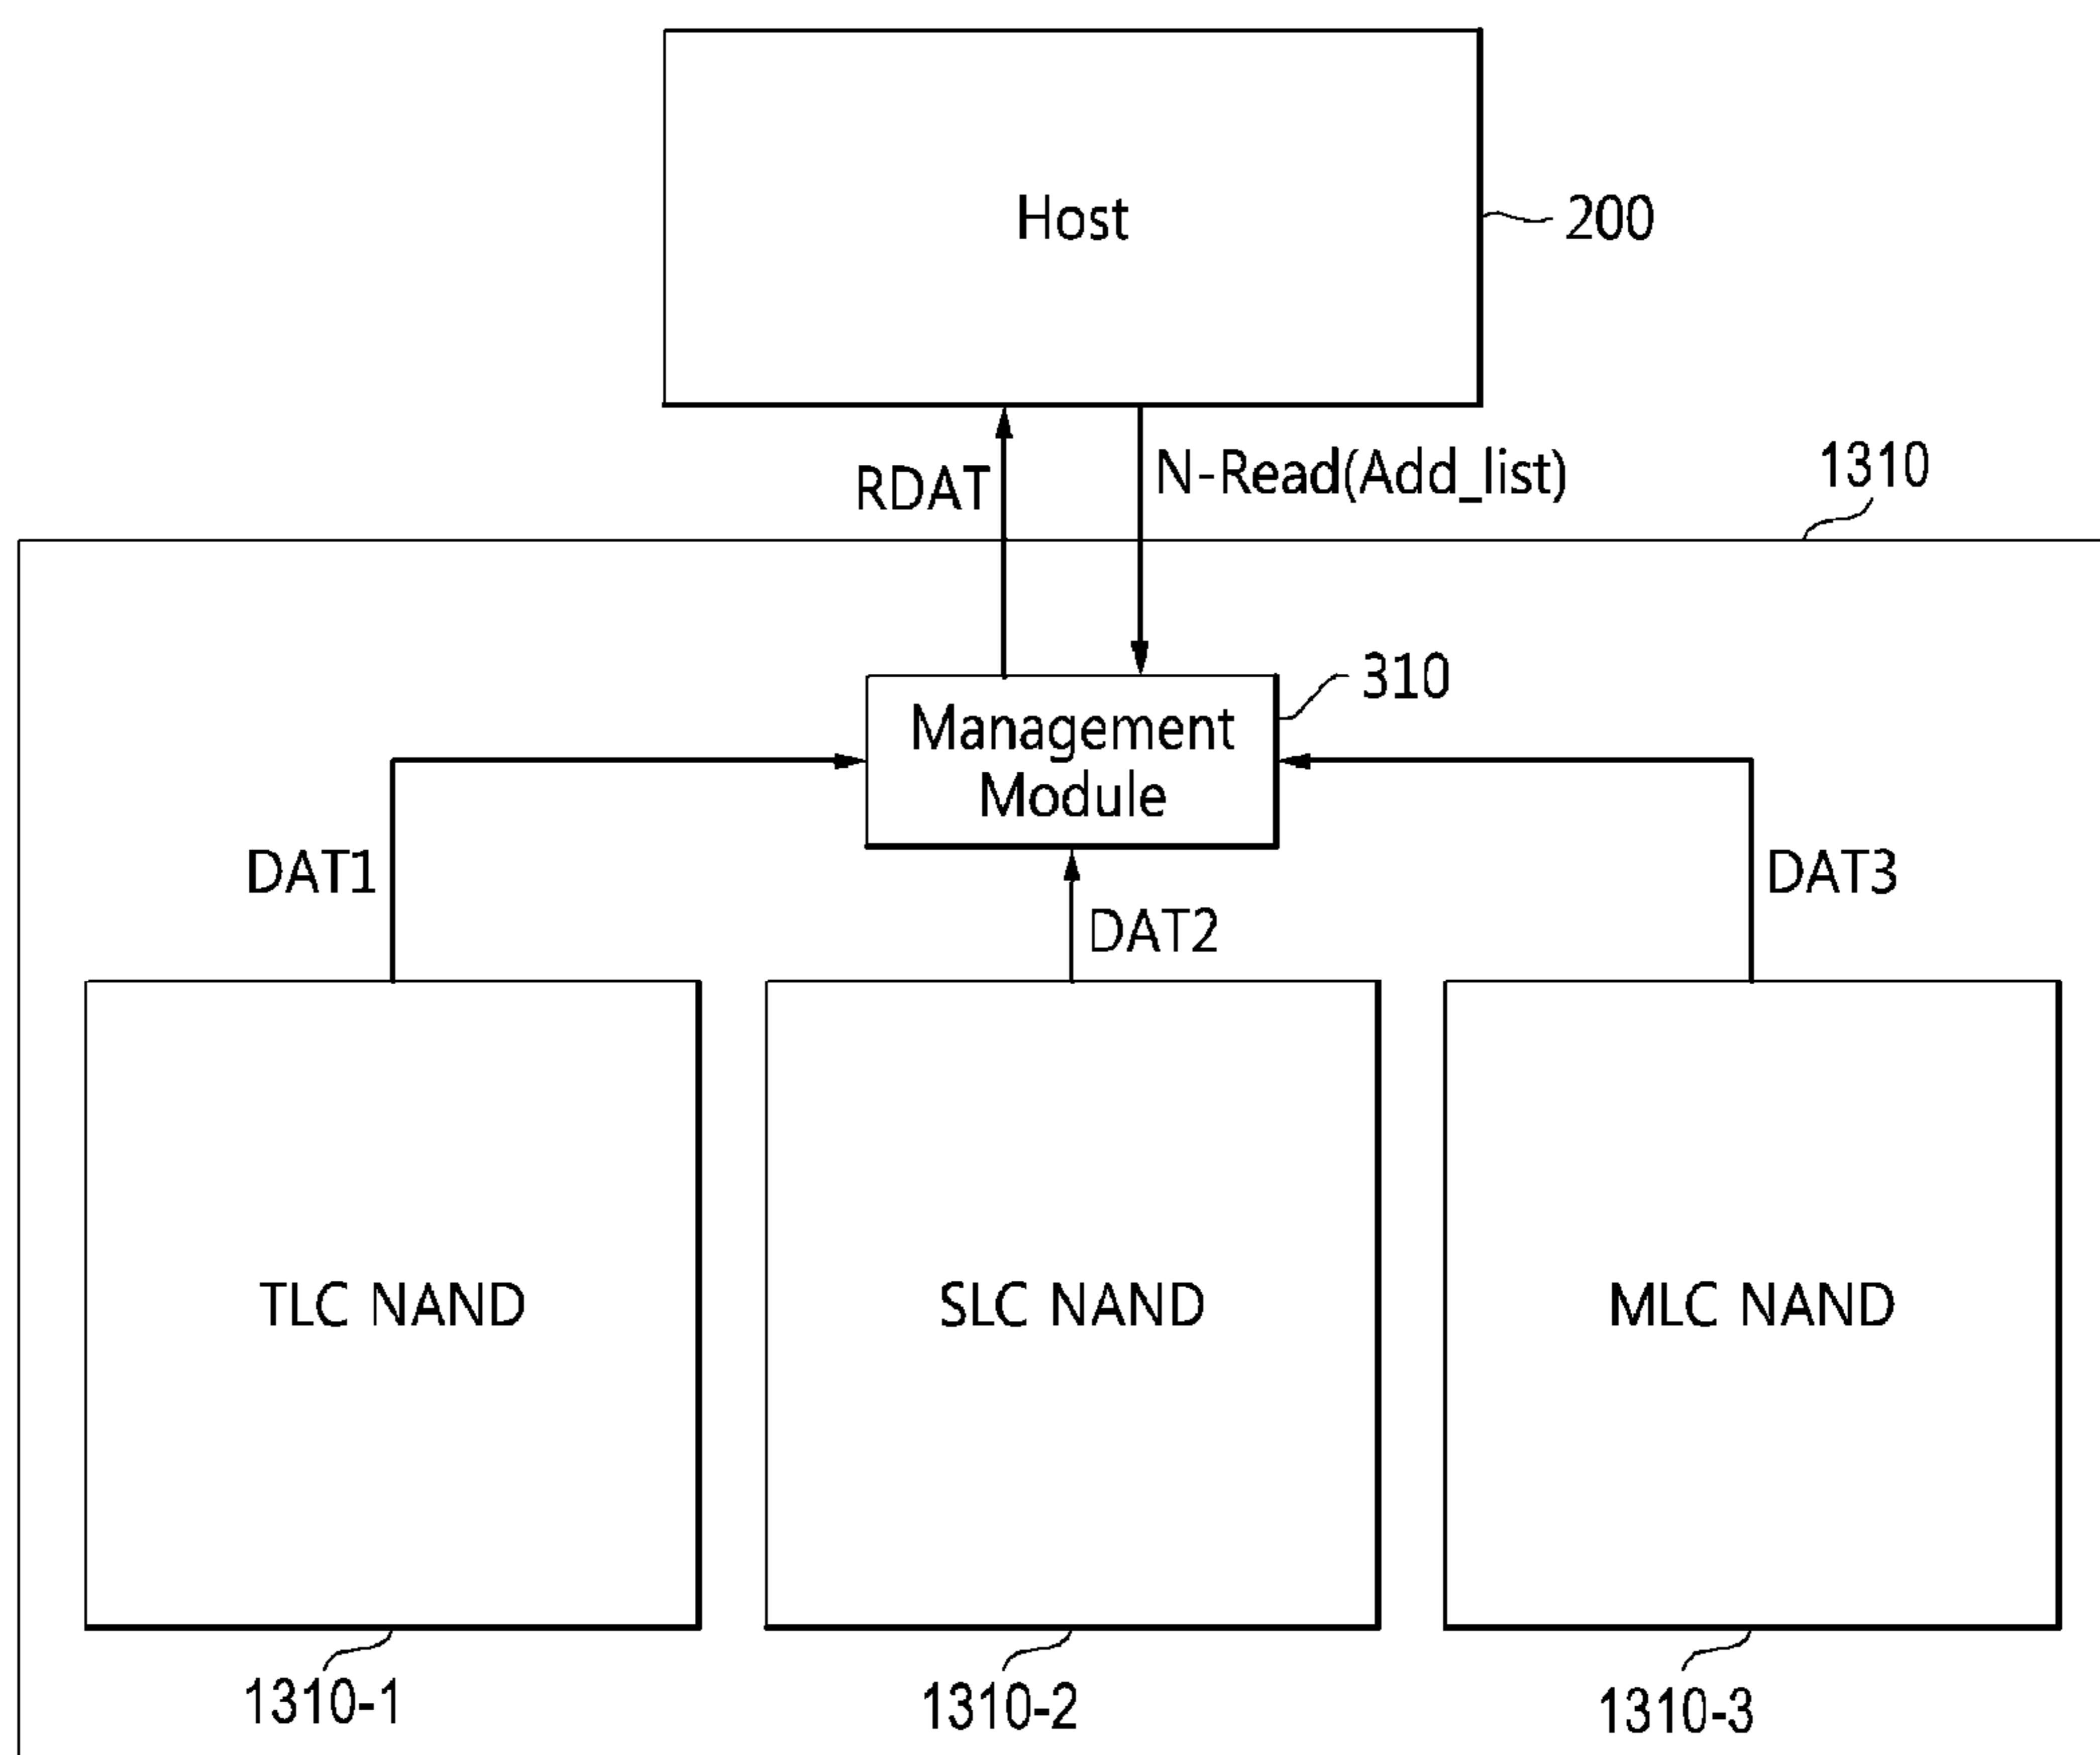 Host
200
RDAT
N-Read(Add_list)
1310
310
Management
Module
DAT1
DAT2
DAT3
TLC NAND
SLC NAND
MLC NAND
1310-1
1310-2
1310-3